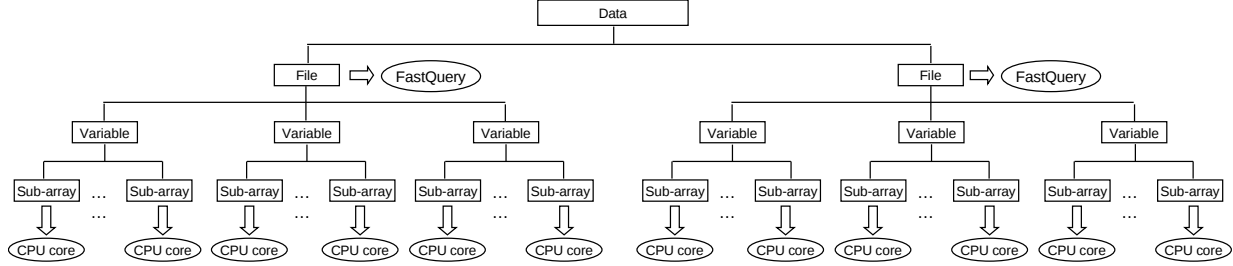 Data
File FastQuery File FastQuery
Variable Variable Variable Variable Variable Variable
Sub-array ... Sub-array Sub-array ... Sub-array Sub-array ... Sub-array Sub-array ... Sub-array Sub-array ... Sub-array Sub-array ... Sub-array
... ... ... ... ... ...
CPU core CPU core CPU core CPU core CPU core CPU core CPU core CPU core CPU core CPU core CPU core CPU core